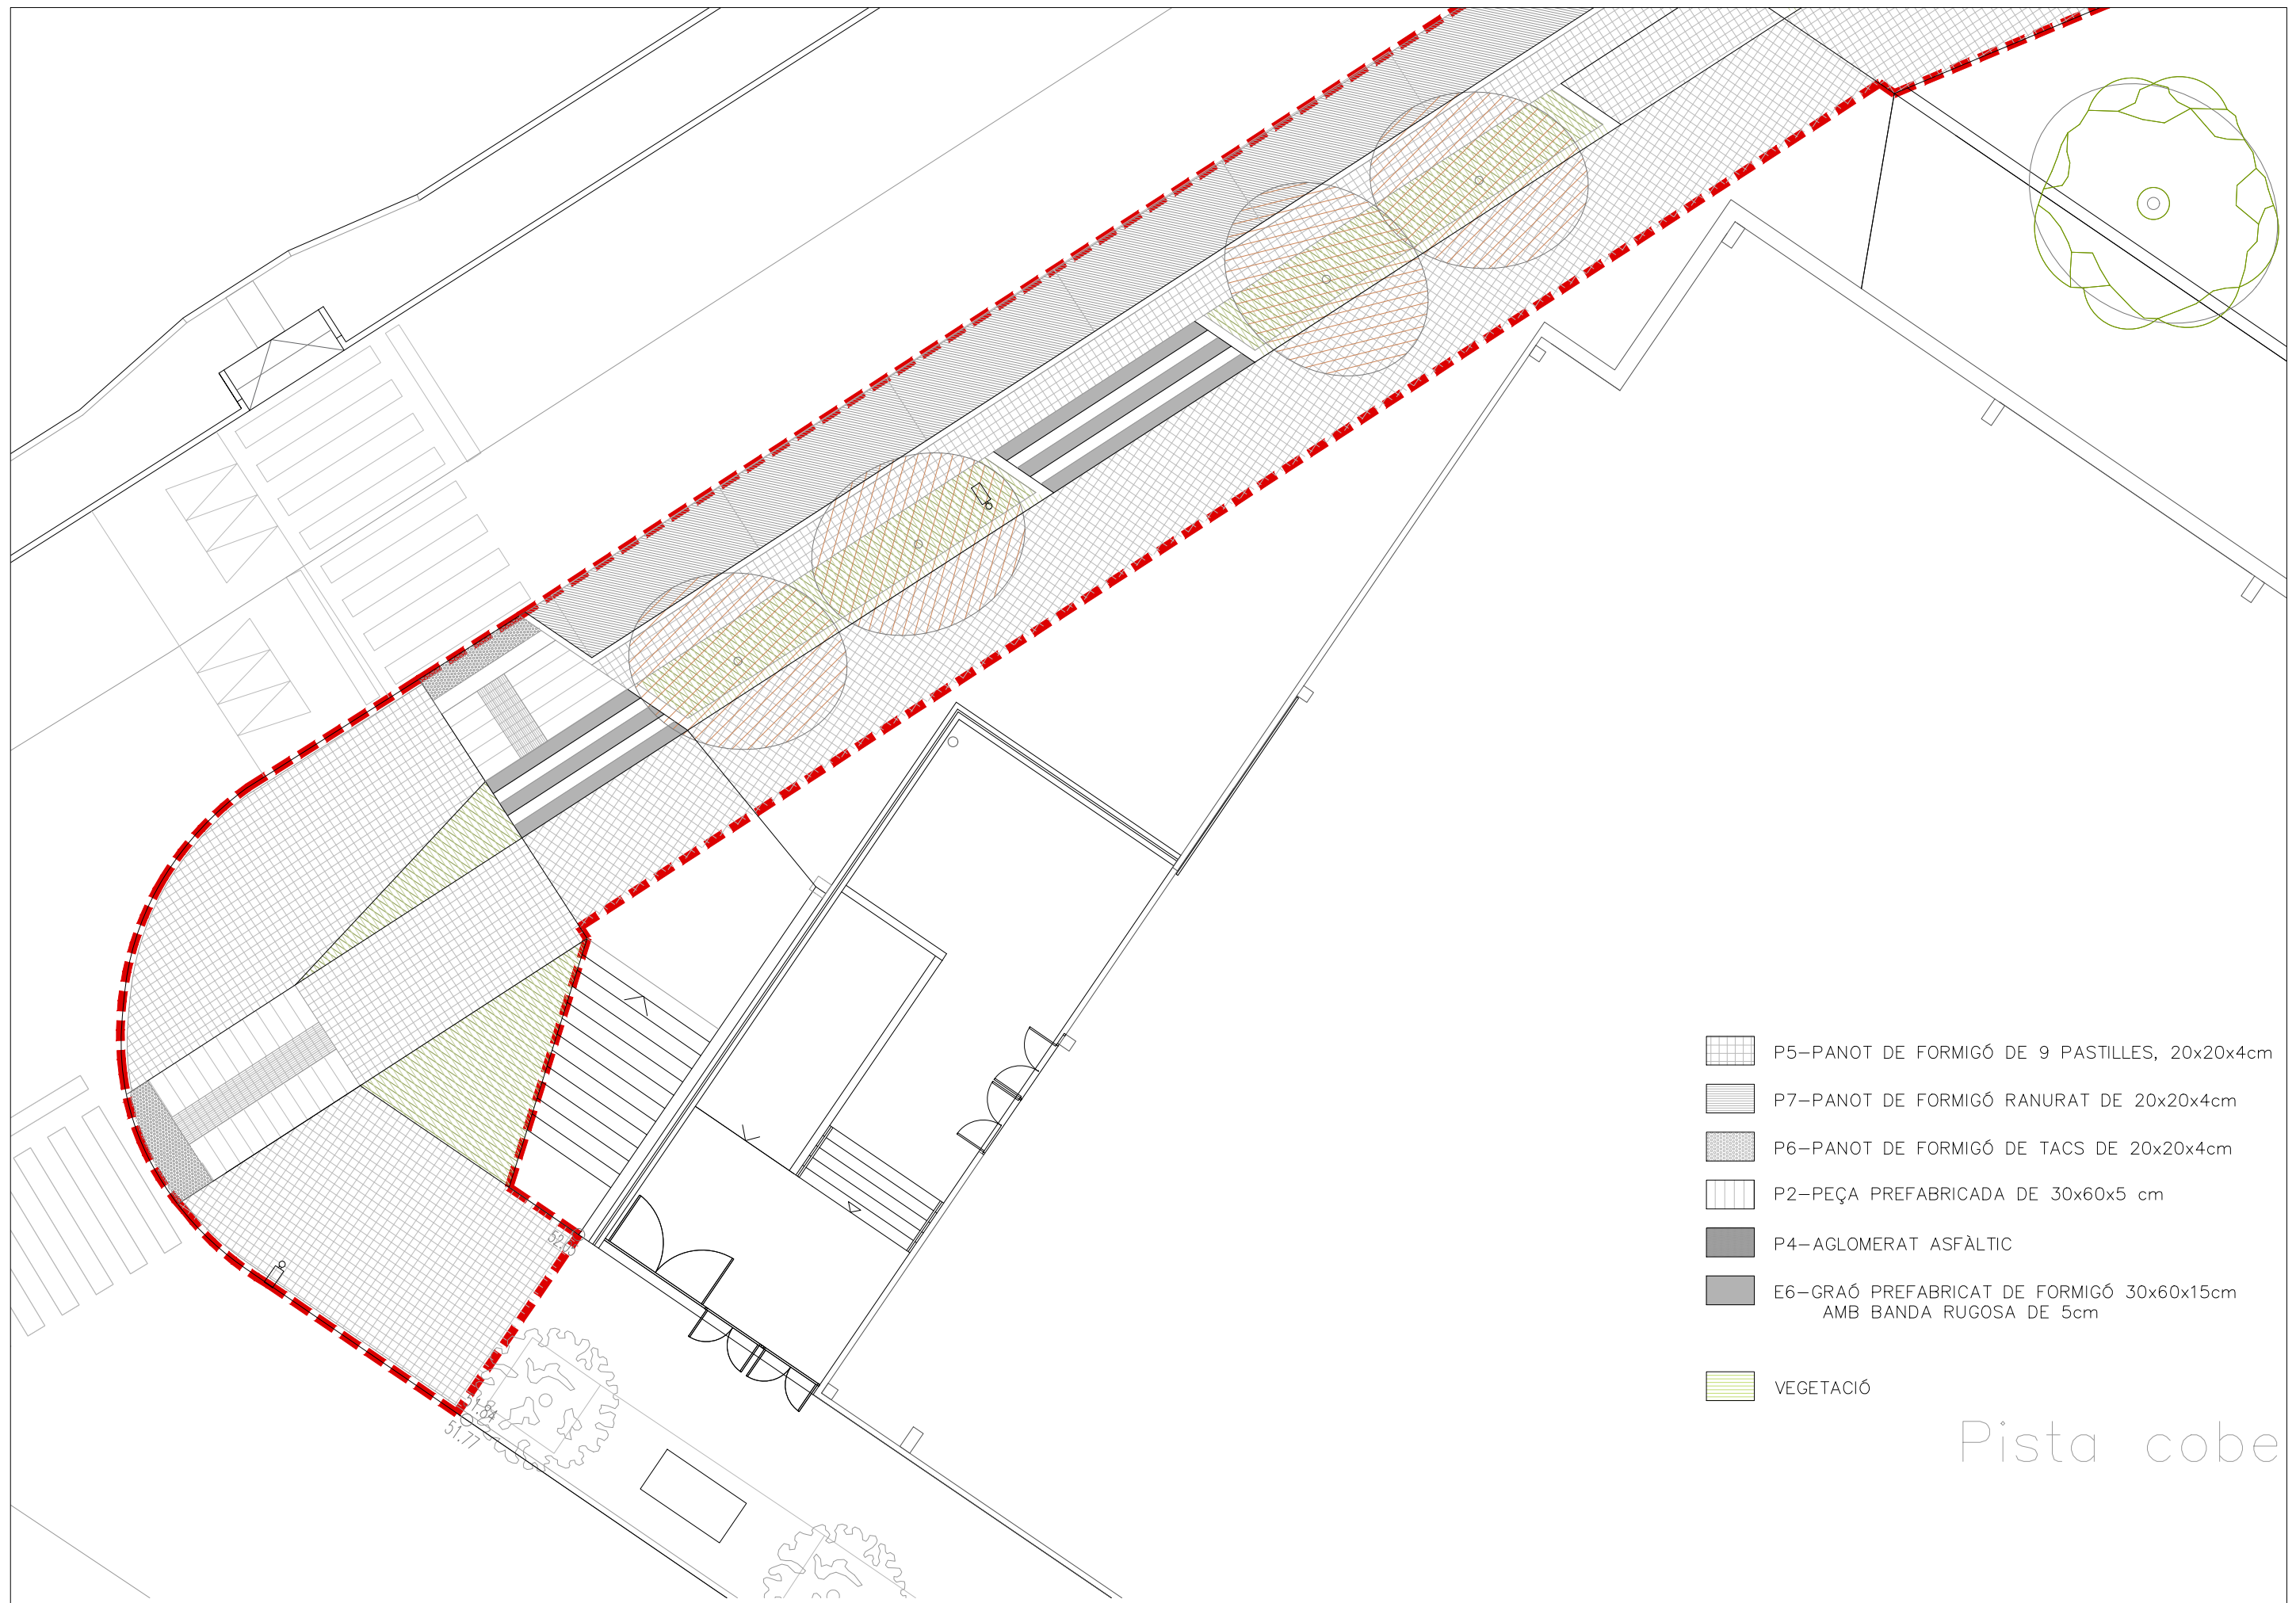 P5-PANOT DE FORMIGÓ DE 9 PASTILLES, 20x20x4cm
P7-PANOT DE FORMIGÓ RANURAT DE 20x20x4cm
P6-PANOT DE FORMIGÓ DE TACS DE 20x20x4cm
P2-PEÇA PREFABRICADA DE 30x60x5 cm
P4-AGLOMERAT ASFÀLTIC
E6-GRAÓ PREFABRICAT DE FORMIGÓ 30x60x15cm
AMB BANDA RUGOSA DE 5cm
VEGETACIÓ
Pista cobe
51.77